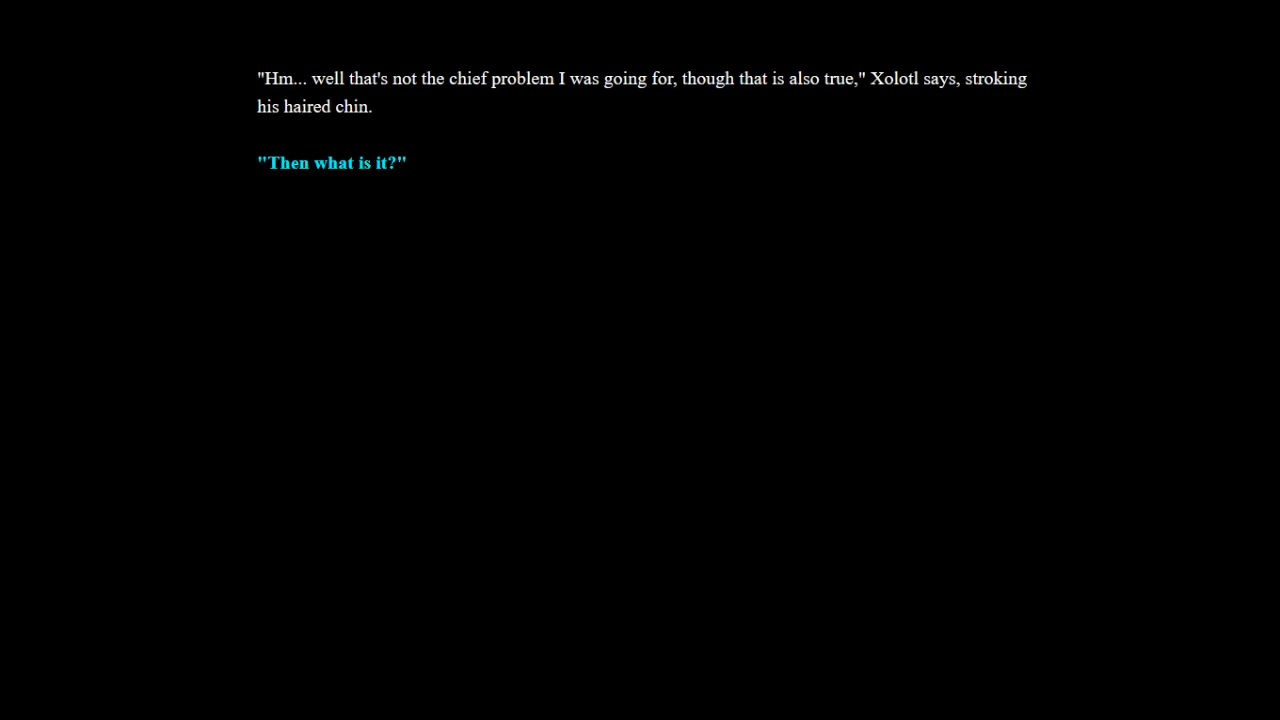 "Hm... well that's not the chief problem I was going for, though that is also true," Xolotl says, stroking
his haired chin.
"Then what is it?"